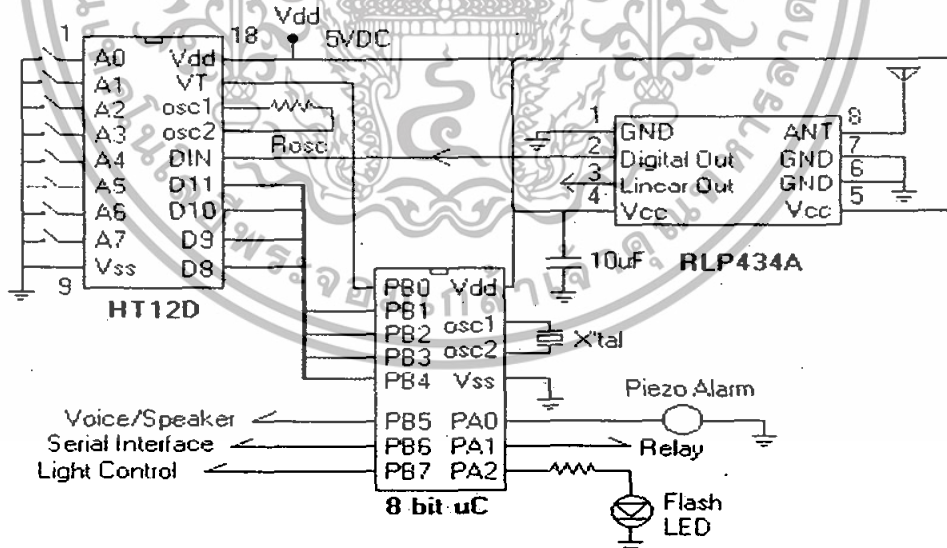 Vdd
5VDC
1
18
A0
Vdd
A1
VT
A2
osc1
A3
osc2
Rosc
A4
DIN
A5
D11
A6
D10
A7
D9
Vss
D8
9
HT12D
1
GND
ANT
8
2
Digital Out
GND
7
3
Linear Out
GND
6
4
Vcc
Vcc
5
10uF
RLP434A
PB0
Vdd
PB1
osc1
PB2
X'tal
PB3
osc2
PB4
Vss
Piezo Alarm
Voice/Speaker
PB5
PA0
Serial Interface
PB6
PA1
Relay
Light Control
PB7
PA2
8 bit uC
Flash
LED